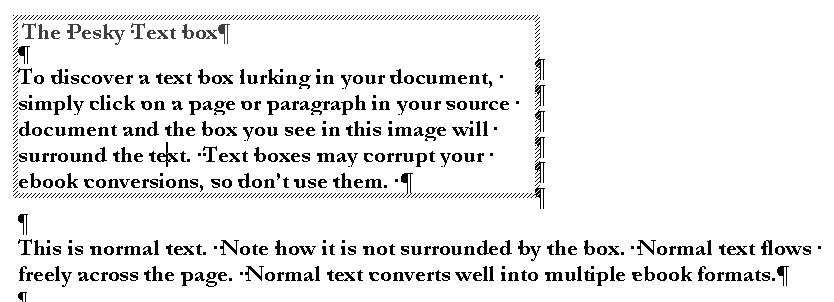 The Pesky Text box¶
¶
To discover a text box lurking in your document, ·
simply click on a page or paragraph in your source ·
document and the box you see in this image will ·
surround the text. ·Text boxes may corrupt your ·
ebook conversions, so don't use them. ·¶
¶
¶
¶
¶
¶
¶
¶
This is normal text. ·Note how it is not surrounded by the box. ·Normal text flows ·
freely across the page. ·Normal text converts well into multiple ebook formats.¶
¶